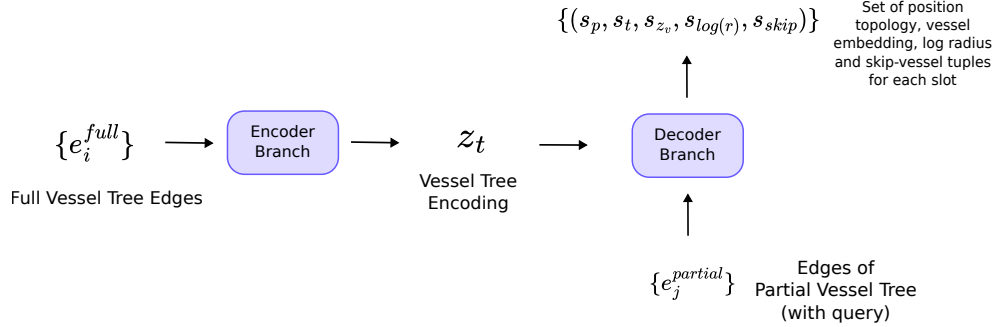 {(s_p, s_t, s_{z_v}, s_{log(r)}, s_{skip})}
Set of position
topology, vessel
embedding, log radius
and skip-vessel tuples
for each slot
{e_i^{full}}
Full Vessel Tree Edges
Encoder
Branch
z_t
Vessel Tree
Encoding
Decoder
Branch
{e_j^{partial}}
Edges of
Partial Vessel Tree
(with query)